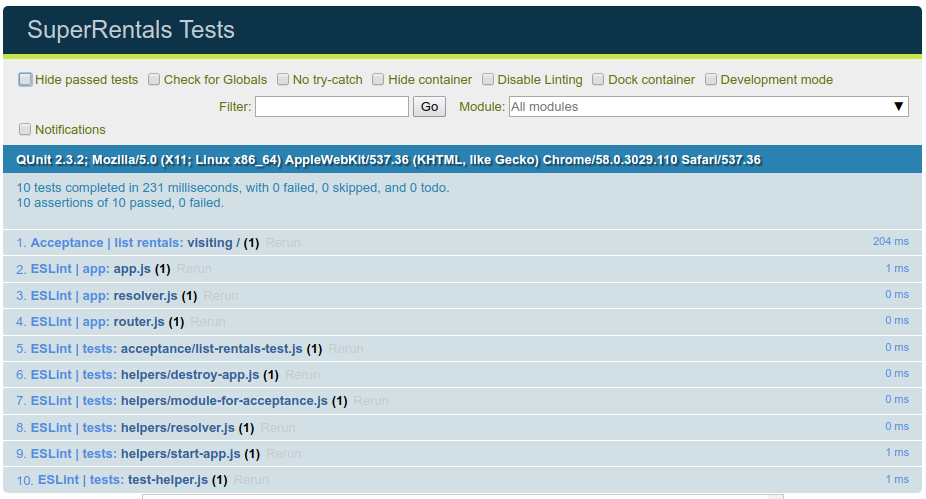 SuperRentals Tests
Hide passed tests Check for Globals No try-catch Hide container Disable Linting Dock container Development mode
Filter: Go Module: All modules ▼
Notifications
QUnit 2.3.2; Mozilla/5.0 (X11; Linux x86_64) AppleWebKit/537.36 (KHTML, like Gecko) Chrome/58.0.3029.110 Safari/537.36
10 tests completed in 231 milliseconds, with 0 failed, 0 skipped, and 0 todo.
10 assertions of 10 passed, 0 failed.
1. Acceptance | list rentals: visiting / (1) Rerun 204 ms
2. ESLint | app: app.js (1) Rerun 1 ms
3. ESLint | app: resolver.js (1) Rerun 0 ms
4. ESLint | app: router.js (1) Rerun 0 ms
5. ESLint | tests: acceptance/list-rentals-test.js (1) Rerun 0 ms
6. ESLint | tests: helpers/destroy-app.js (1) Rerun 0 ms
7. ESLint | tests: helpers/module-for-acceptance.js (1) Rerun 0 ms
8. ESLint | tests: helpers/resolver.js (1) Rerun 0 ms
9. ESLint | tests: helpers/start-app.js (1) Rerun 1 ms
10. ESLint | tests: test-helper.js (1) Rerun 1 ms